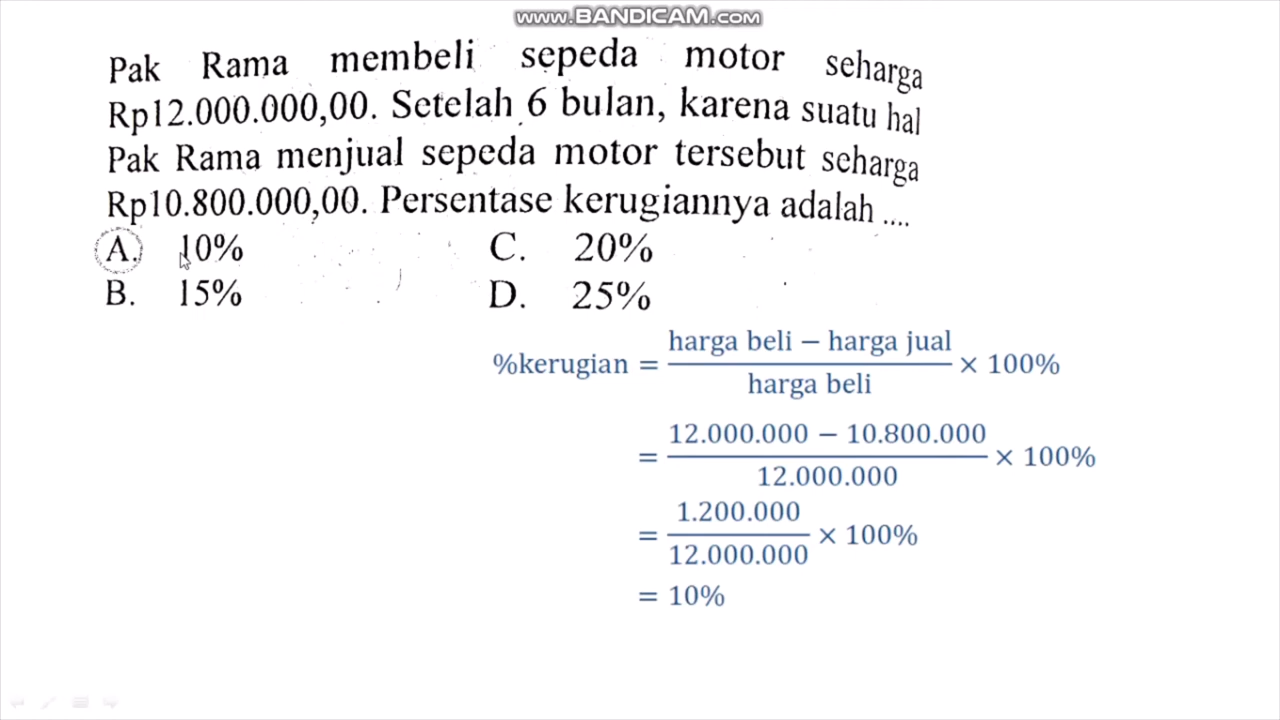 www.BANDICAM.com
Pak Rama membeli sepeda motor seharga
Rp12.000.000,00. Setelah 6 bulan, karena suatu hal
Pak Rama menjual sepeda motor tersebut seharga
Rp10.800.000,00. Persentase kerugiannya adalah ....
A. 10% C. 20%
B. 15% D. 25%
%kerugian = harga beli − harga jual / harga beli × 100%
= 12.000.000 − 10.800.000 / 12.000.000 × 100%
= 1.200.000 / 12.000.000 × 100%
= 10%